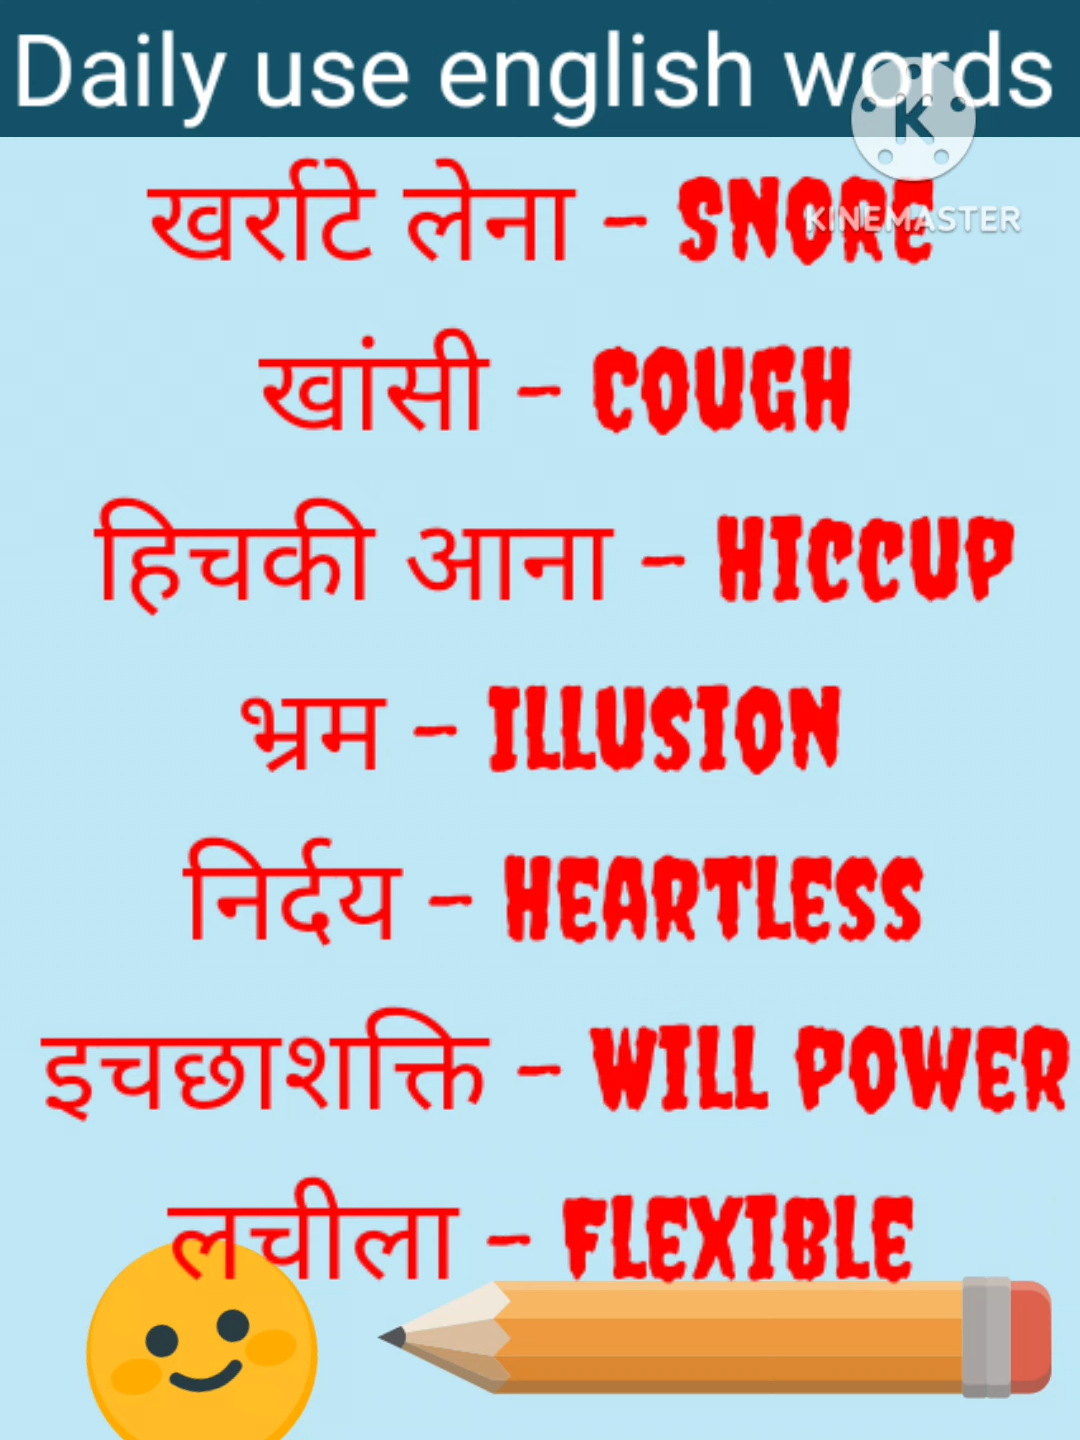 Daily use english words
K
KINEMASTER
खर्राटे लेना - SNORE
खांसी - COUGH
हिचकी आना - HICCUP
भ्रम - ILLUSION
निर्दय - HEARTLESS
इचछाशक्ति - WILL POWER
लचीला - FLEXIBLE